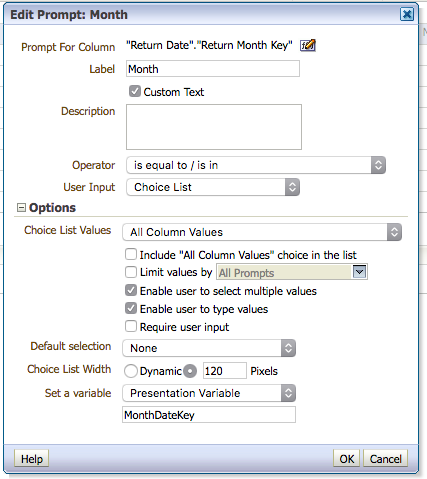 Edit Prompt: Month
Prompt For Column "Return Date"."Return Month Key"
Label Month
Custom Text
Description
Operator is equal to / is in
User Input Choice List
Options
Choice List Values All Column Values
Include "All Column Values" choice in the list
Limit values by All Prompts
Enable user to select multiple values
Enable user to type values
Require user input
Default selection None
Choice List Width Dynamic 120 Pixels
Set a variable Presentation Variable
MonthDateKey
Help OK Cancel